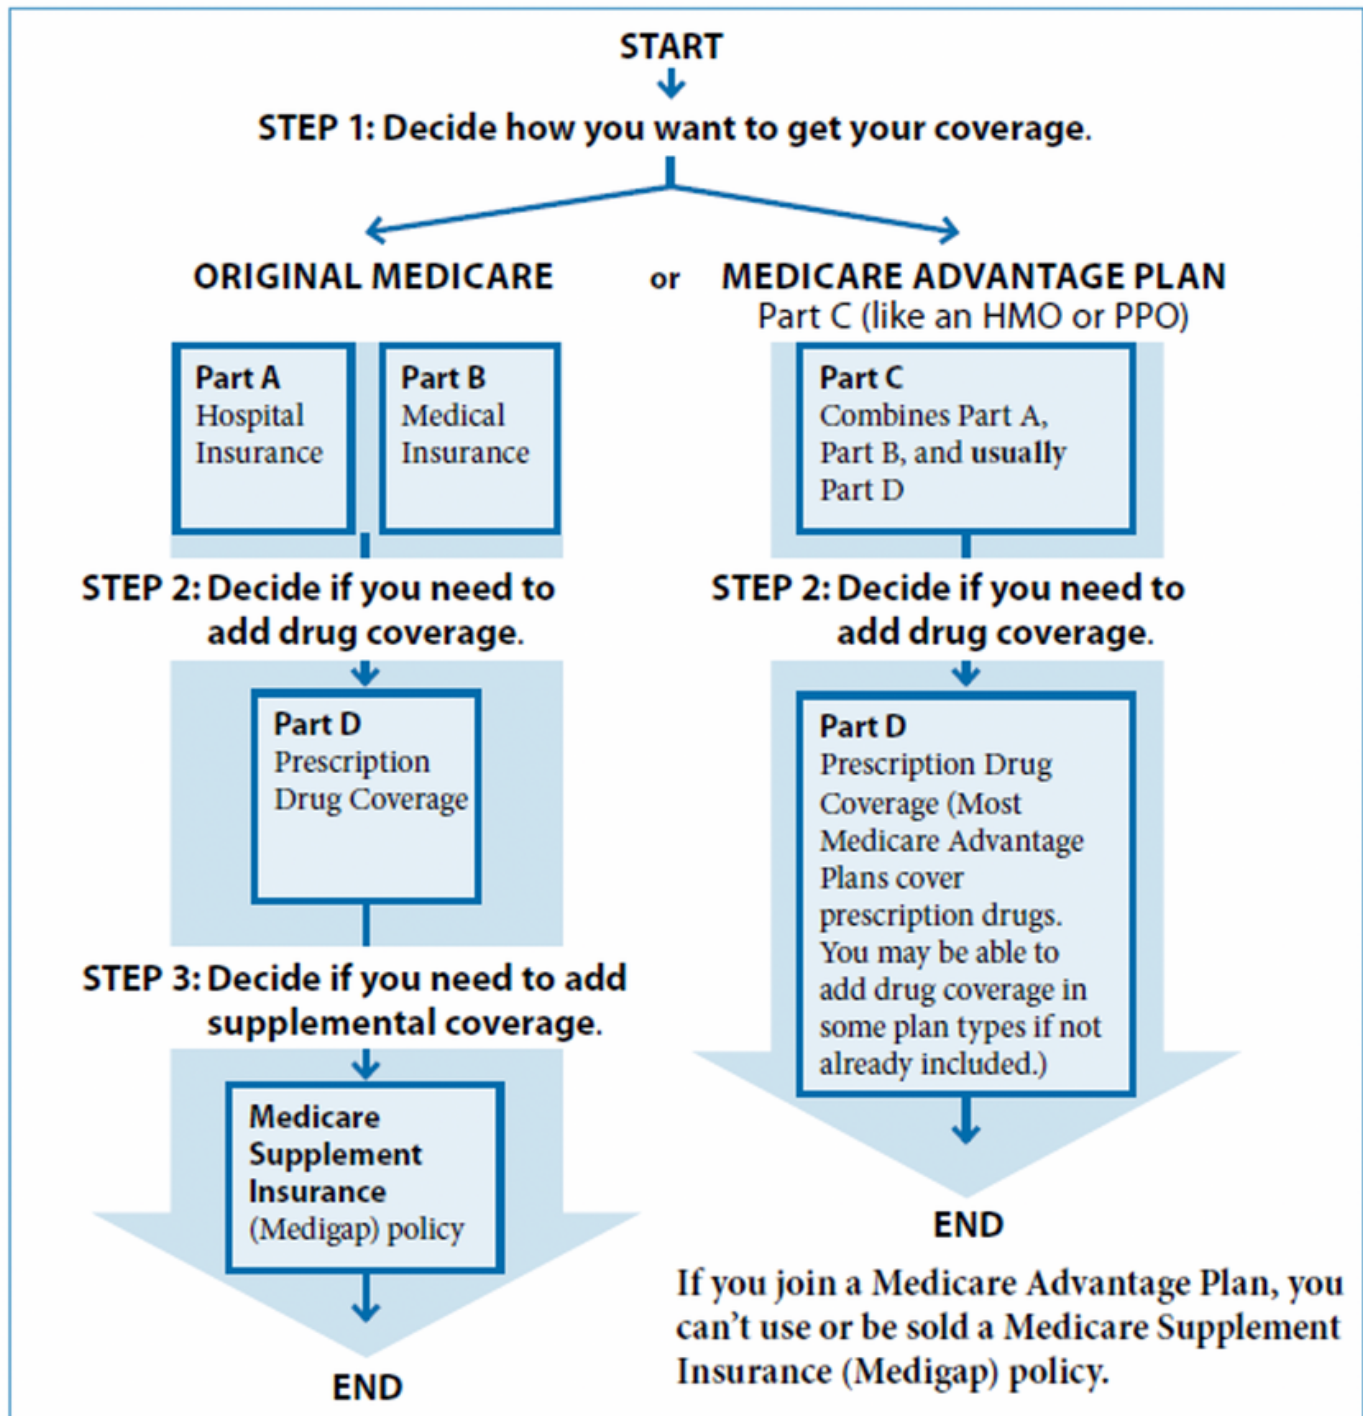 START
STEP 1: Decide how you want to get your coverage.
ORIGINAL MEDICARE or MEDICARE ADVANTAGE PLAN
Part C (like an HMO or PPO)
Part A
Hospital
Insurance
Part B
Medical
Insurance
STEP 2: Decide if you need to
add drug coverage.
Part D
Prescription
Drug Coverage
STEP 3: Decide if you need to add
supplemental coverage.
Medicare
Supplement
Insurance
(Medigap) policy
END
Part C
Combines Part A,
Part B, and usually
Part D
STEP 2: Decide if you need to
add drug coverage.
Part D
Prescription Drug
Coverage (Most
Medicare Advantage
Plans cover
prescription drugs.
You may be able to
add drug coverage in
some plan types if not
already included.)
END
If you join a Medicare Advantage Plan, you
can’t use or be sold a Medicare Supplement
Insurance (Medigap) policy.